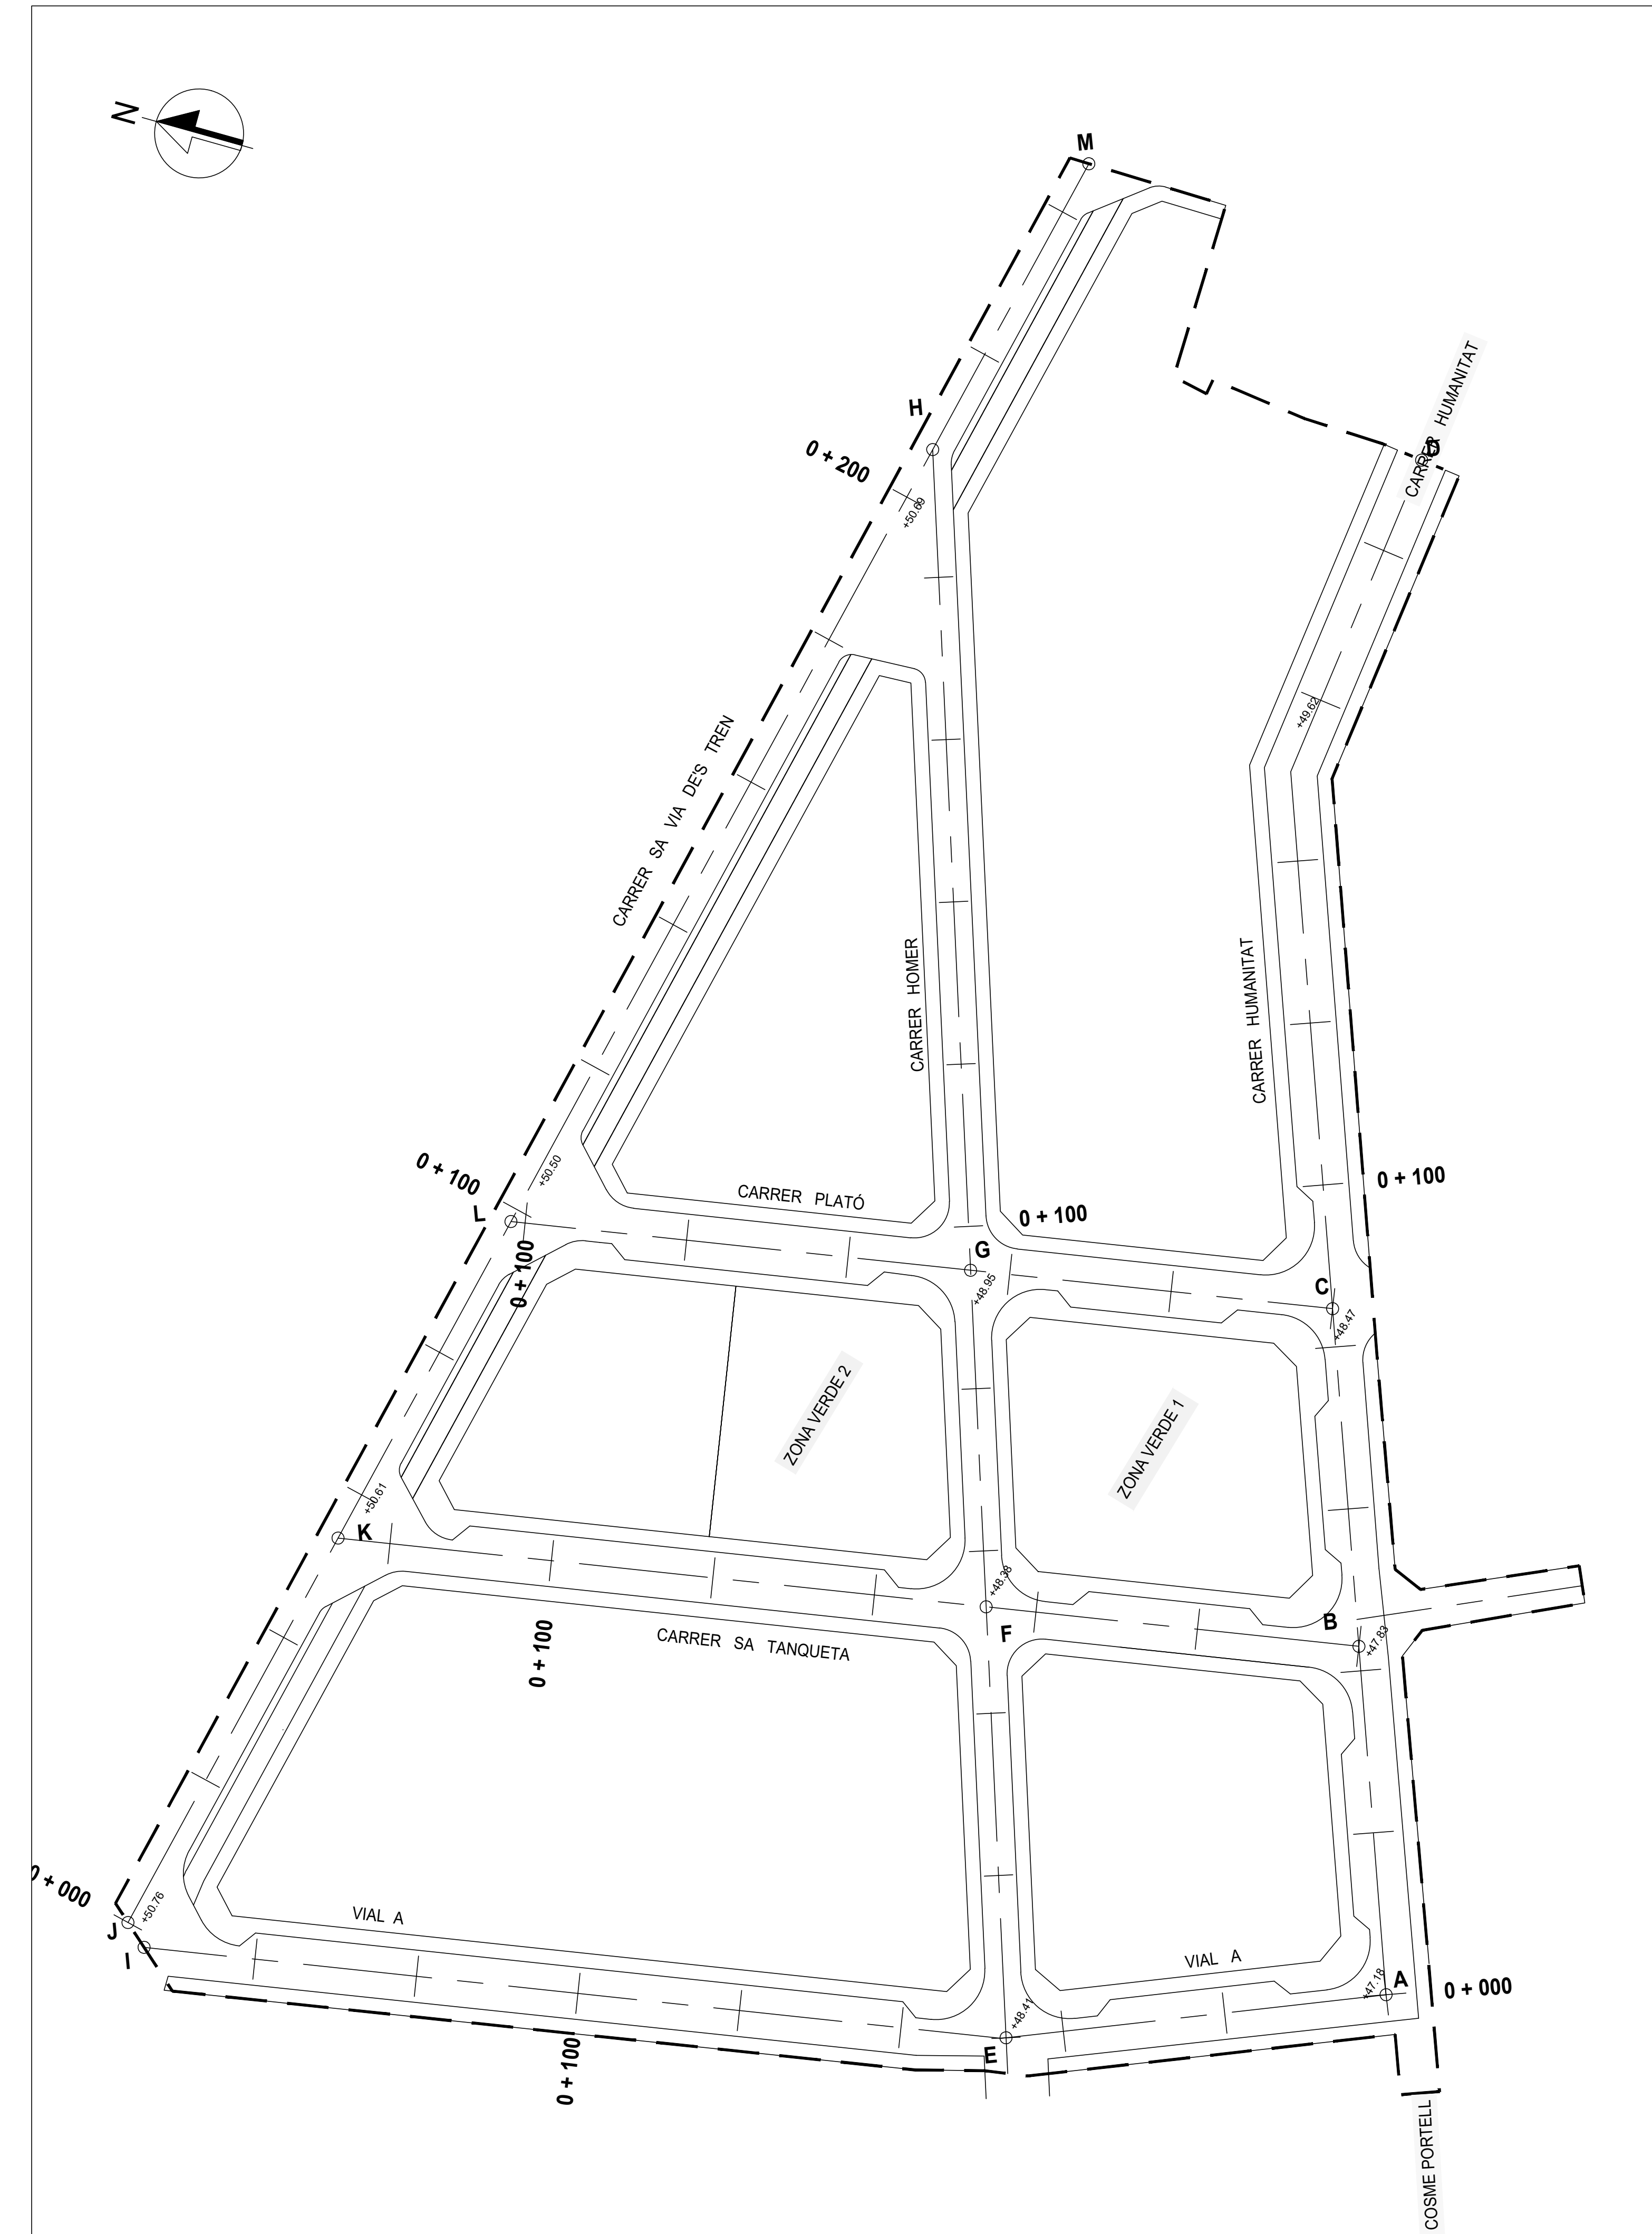 N
M
CARRER HUMANITAT
H
D
0 + 200
+50.69
+49.62
CARRER SA VIA DE'S TREN
CARRER HOMER
CARRER HUMANITAT
0 + 100
+50.50
0 + 100
CARRER PLATÓ
L
0 + 100
G
0 + 100
C
+48.95
+48.47
ZONA VERDE 2
ZONA VERDE 1
+50.61
K
+48.38
B
F
+47.83
0 + 100
CARRER SA TANQUETA
0 + 000
+50.76
VIAL A
J
I
VIAL A
+47.18
A
0 + 000
+48.41
E
0 + 100
COSME PORTELL